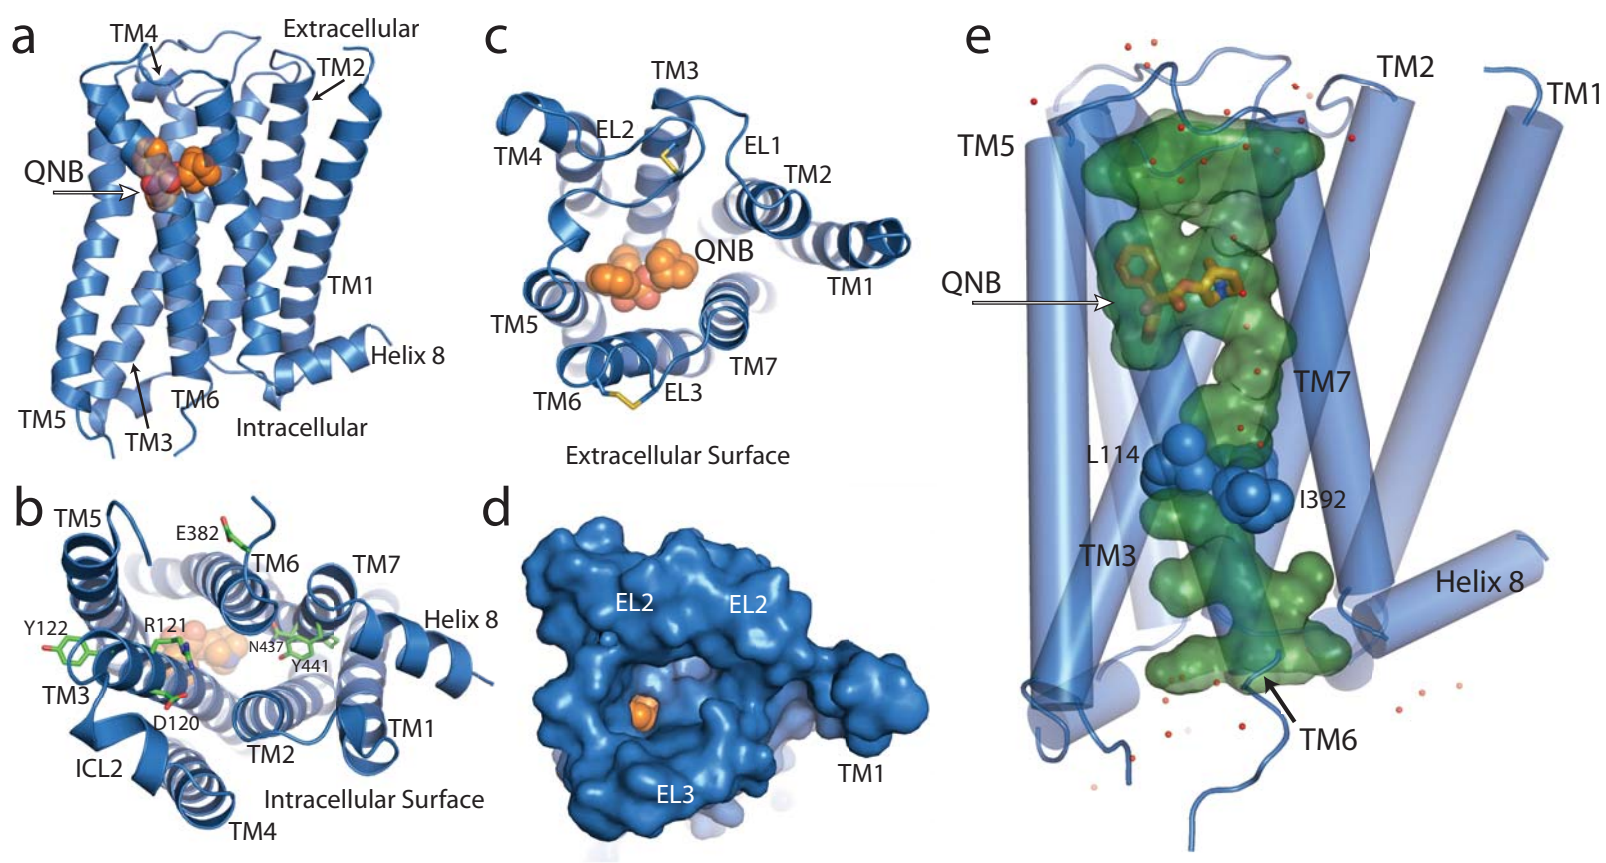 a
TM4
Extracellular
TM2
QNB
TM1
Helix 8
TM5
TM6
TM3
Intracellular
b
TM5
E382
TM6
TM7
Y122
R121
Helix 8
N437
Y441
TM3
D120
TM2
TM1
ICL2
Intracellular Surface
TM4
c
TM3
EL2
EL1
TM4
TM2
QNB
TM1
TM5
TM7
TM6
EL3
Extracellular Surface
d
EL2
EL2
TM1
EL3
e
TM2
TM1
TM5
QNB
TM7
L114
I392
TM3
Helix 8
TM6